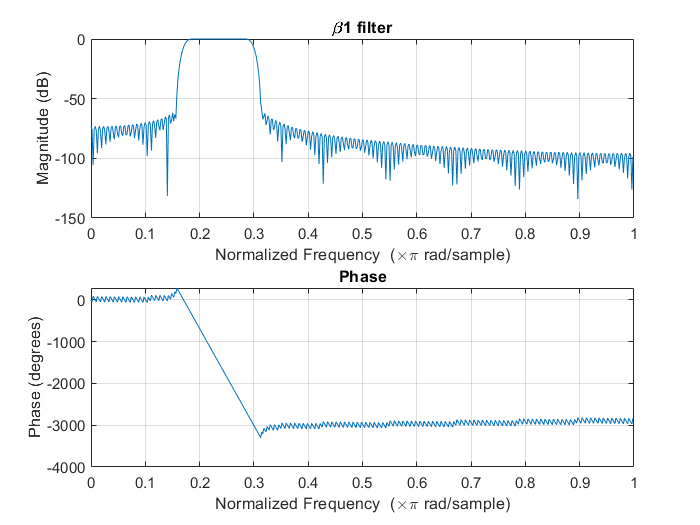 β1 filter
Magnitude (dB)
0
-50
-100
-150
0 0.1 0.2 0.3 0.4 0.5 0.6 0.7 0.8 0.9 1
Normalized Frequency (×π rad/sample)
Phase
Phase (degrees)
0
-1000
-2000
-3000
-4000
0 0.1 0.2 0.3 0.4 0.5 0.6 0.7 0.8 0.9 1
Normalized Frequency (×π rad/sample)